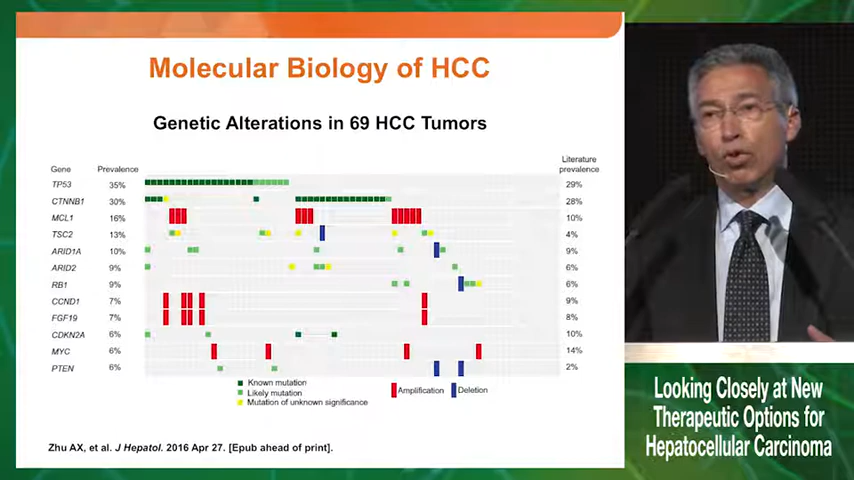 Molecular Biology of HCC
Genetic Alterations in 69 HCC Tumors
Gene Prevalence Literature prevalence
TP53 35% 29%
CTNNB1 30% 28%
MCL1 16% 10%
TSC2 13% 4%
ARID1A 10% 9%
ARID2 9% 6%
RB1 9% 6%
CCND1 7% 9%
FGF19 7% 8%
CDKN2A 6% 10%
MYC 6% 14%
PTEN 6% 2%
Known mutation
Likely mutation
Mutation of unknown significance
Amplification Deletion
Zhu AX, et al. J Hepatol. 2016 Apr 27. [Epub ahead of print].
Looking Closely at New
Therapeutic Options for
Hepatocellular Carcinoma